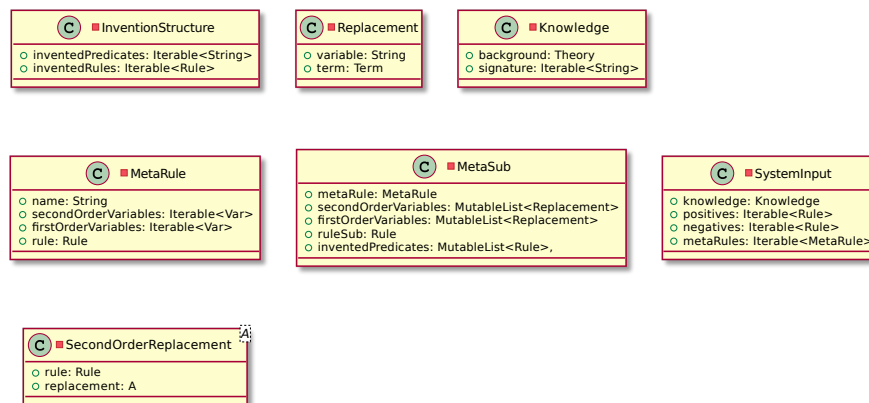 C InventionStructure
inventedPredicates: Iterable<String>
inventedRules: Iterable<Rule>
C Replacement
variable: String
term: Term
C Knowledge
background: Theory
signature: Iterable<String>
C MetaRule
name: String
secondOrderVariables: Iterable<Var>
firstOrderVariables: Iterable<Var>
rule: Rule
C MetaSub
metaRule: MetaRule
secondOrderVariables: MutableList<Replacement>
firstOrderVariables: MutableList<Replacement>
ruleSub: Rule
inventedPredicates: MutableList<Rule>,
C SystemInput
knowledge: Knowledge
positives: Iterable<Rule>
negatives: Iterable<Rule>
metaRules: Iterable<MetaRule>
C SecondOrderReplacement
A
rule: Rule
replacement: A